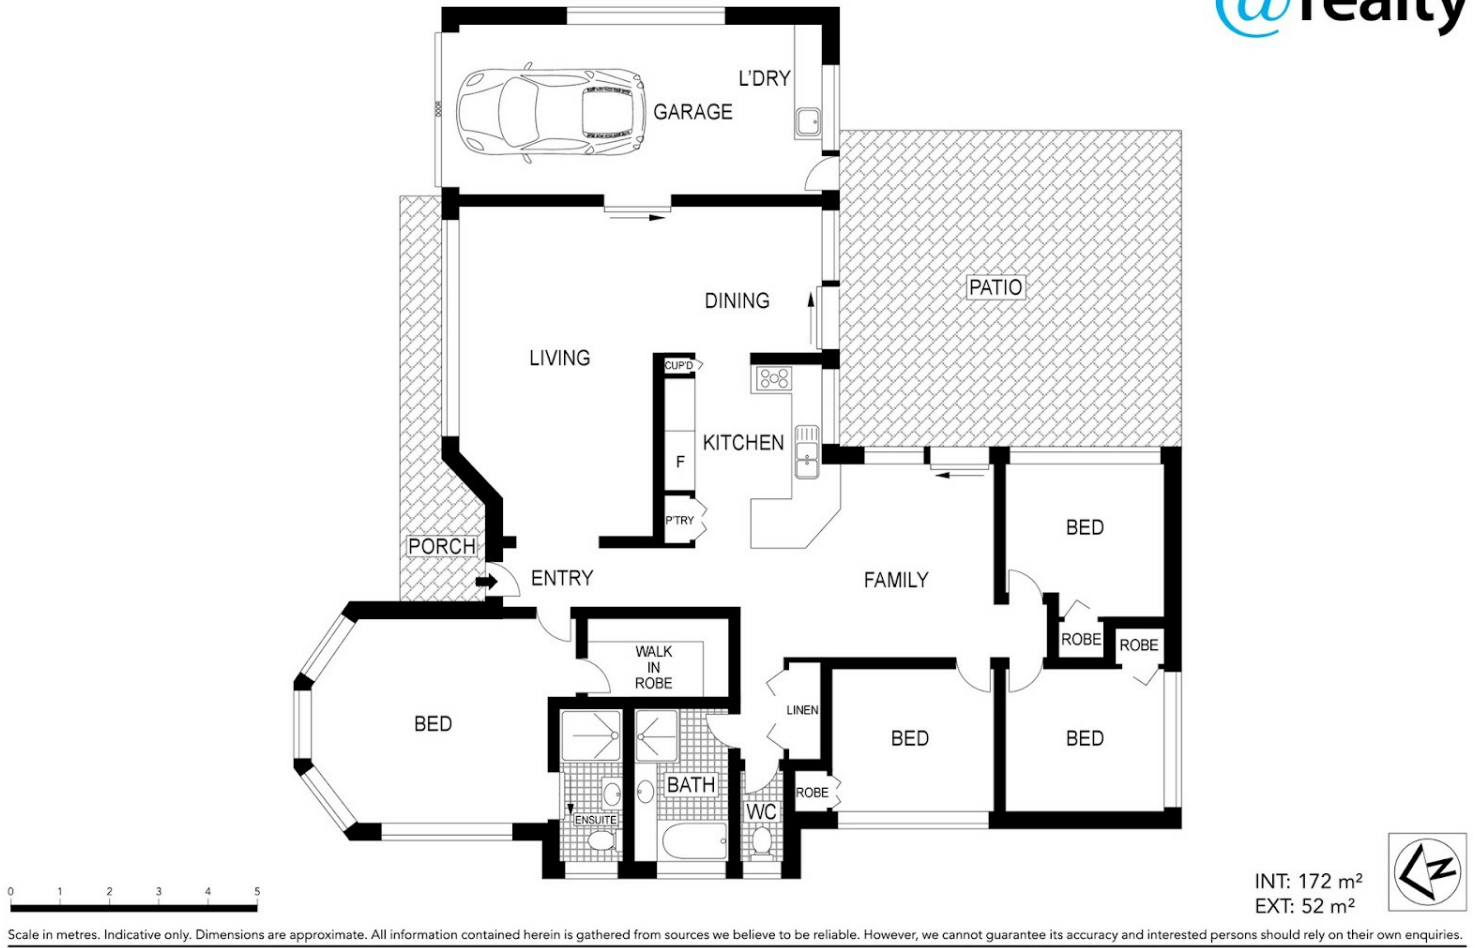 @realty
L'DRY
GARAGE
DOOR
PATIO
DINING
LIVING
CUP'D
KITCHEN
F
P'TRY
BED
PORCH
ENTRY
FAMILY
ROBE
ROBE
WALK
IN
ROBE
LINEN
BED
BED
BED
BATH
ROBE
WC
ENSUITE
N
INT: 172 m²
EXT: 52 m²
0 1 2 3 4 5
Scale in metres. Indicative only. Dimensions are approximate. All information contained herein is gathered from sources we believe to be reliable. However, we cannot guarantee its accuracy and interested persons should rely on their own enquiries.